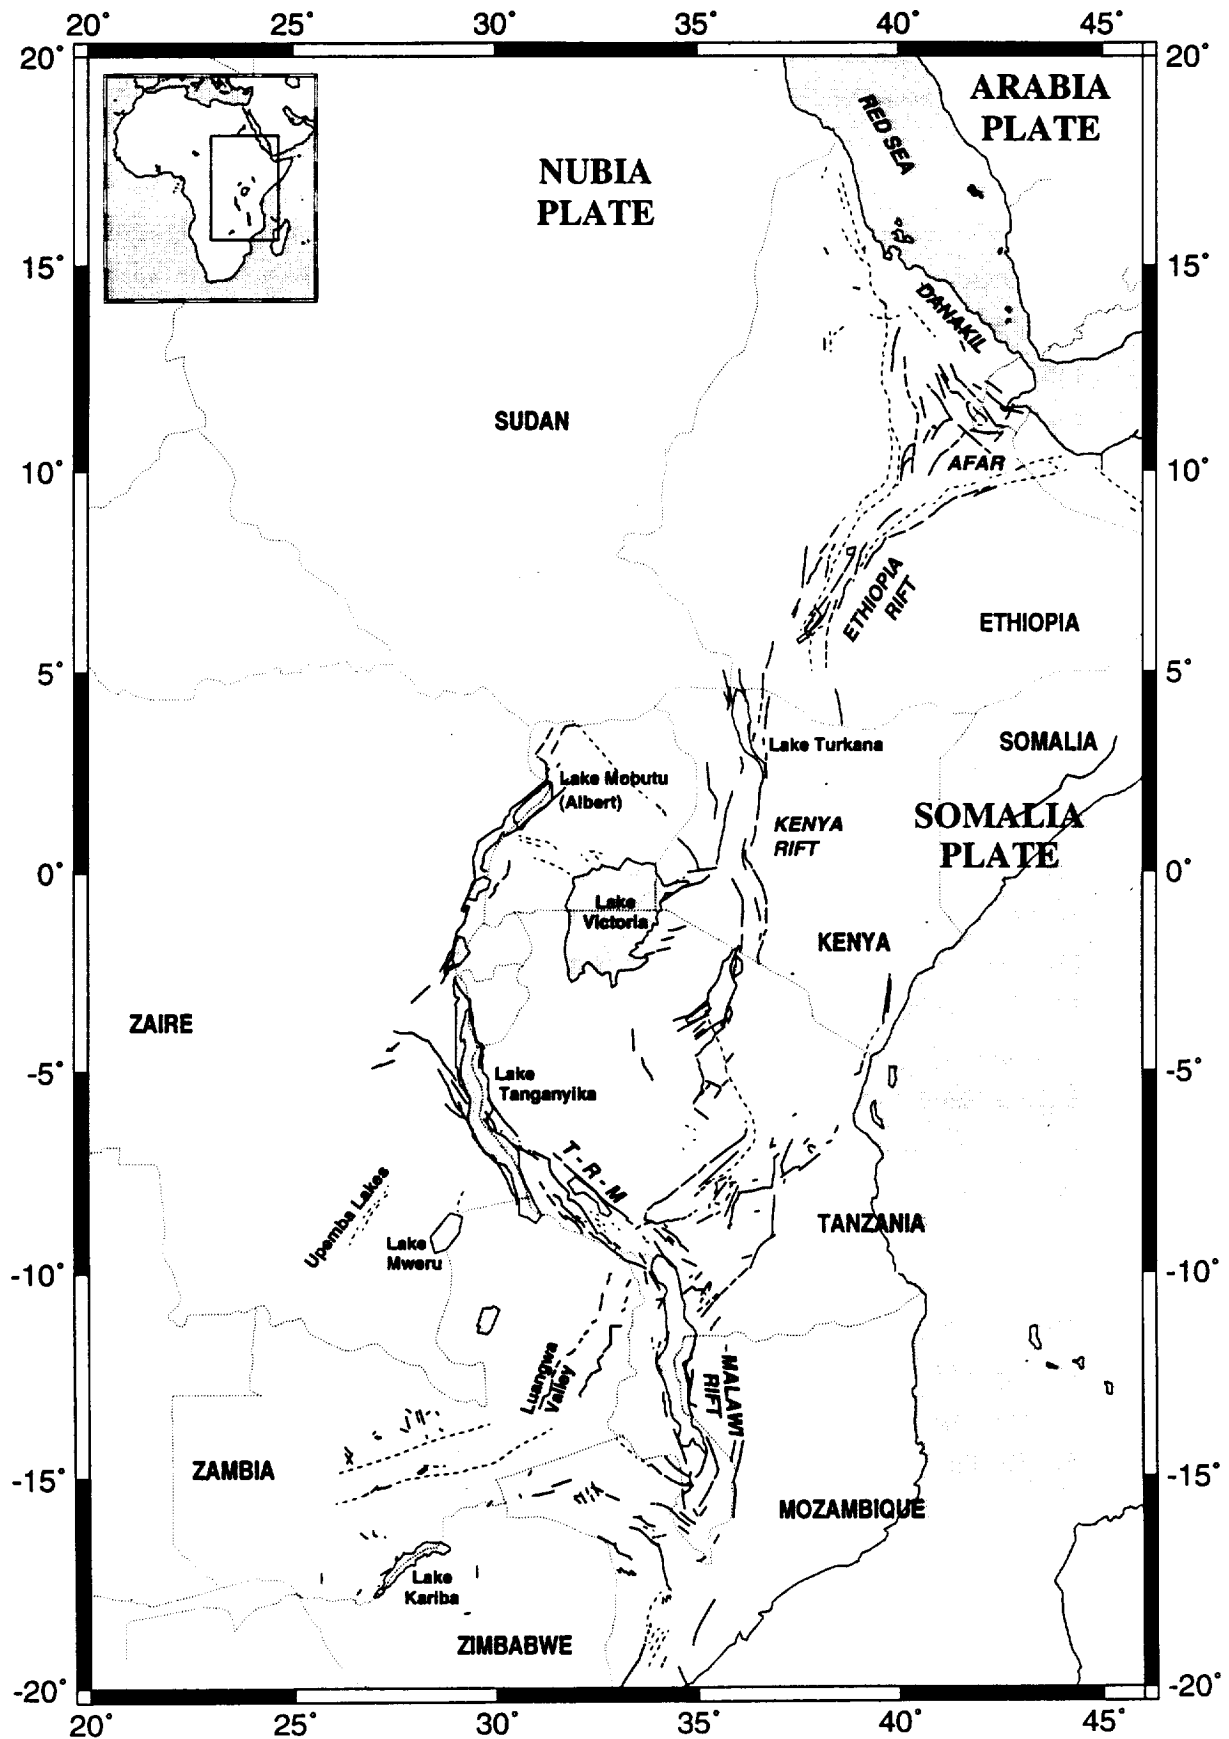 20° 25° 30° 35° 40° 45°
20° 20°
ARABIA
PLATE
RED SEA
NUBIA
PLATE
15° 15°
DANAKIL
SUDAN
10° 10°
AFAR
ETHIOPIA
RIFT
ETHIOPIA
5° 5°
Lake Turkana
SOMALIA
Lake Mobutu
(Albert)
SOMALIA
PLATE
KENYA
RIFT
0° 0°
Lake
Victoria
KENYA
ZAIRE
-5° -5°
Lake
Tanganyika
T - R - M
Upemba Lakes
TANZANIA
Lake
Mweru
-10° -10°
Luangwa
Valley
MALAWI
RIFT
ZAMBIA
-15° -15°
MOZAMBIQUE
Lake
Kariba
ZIMBABWE
-20° -20°
20° 25° 30° 35° 40° 45°